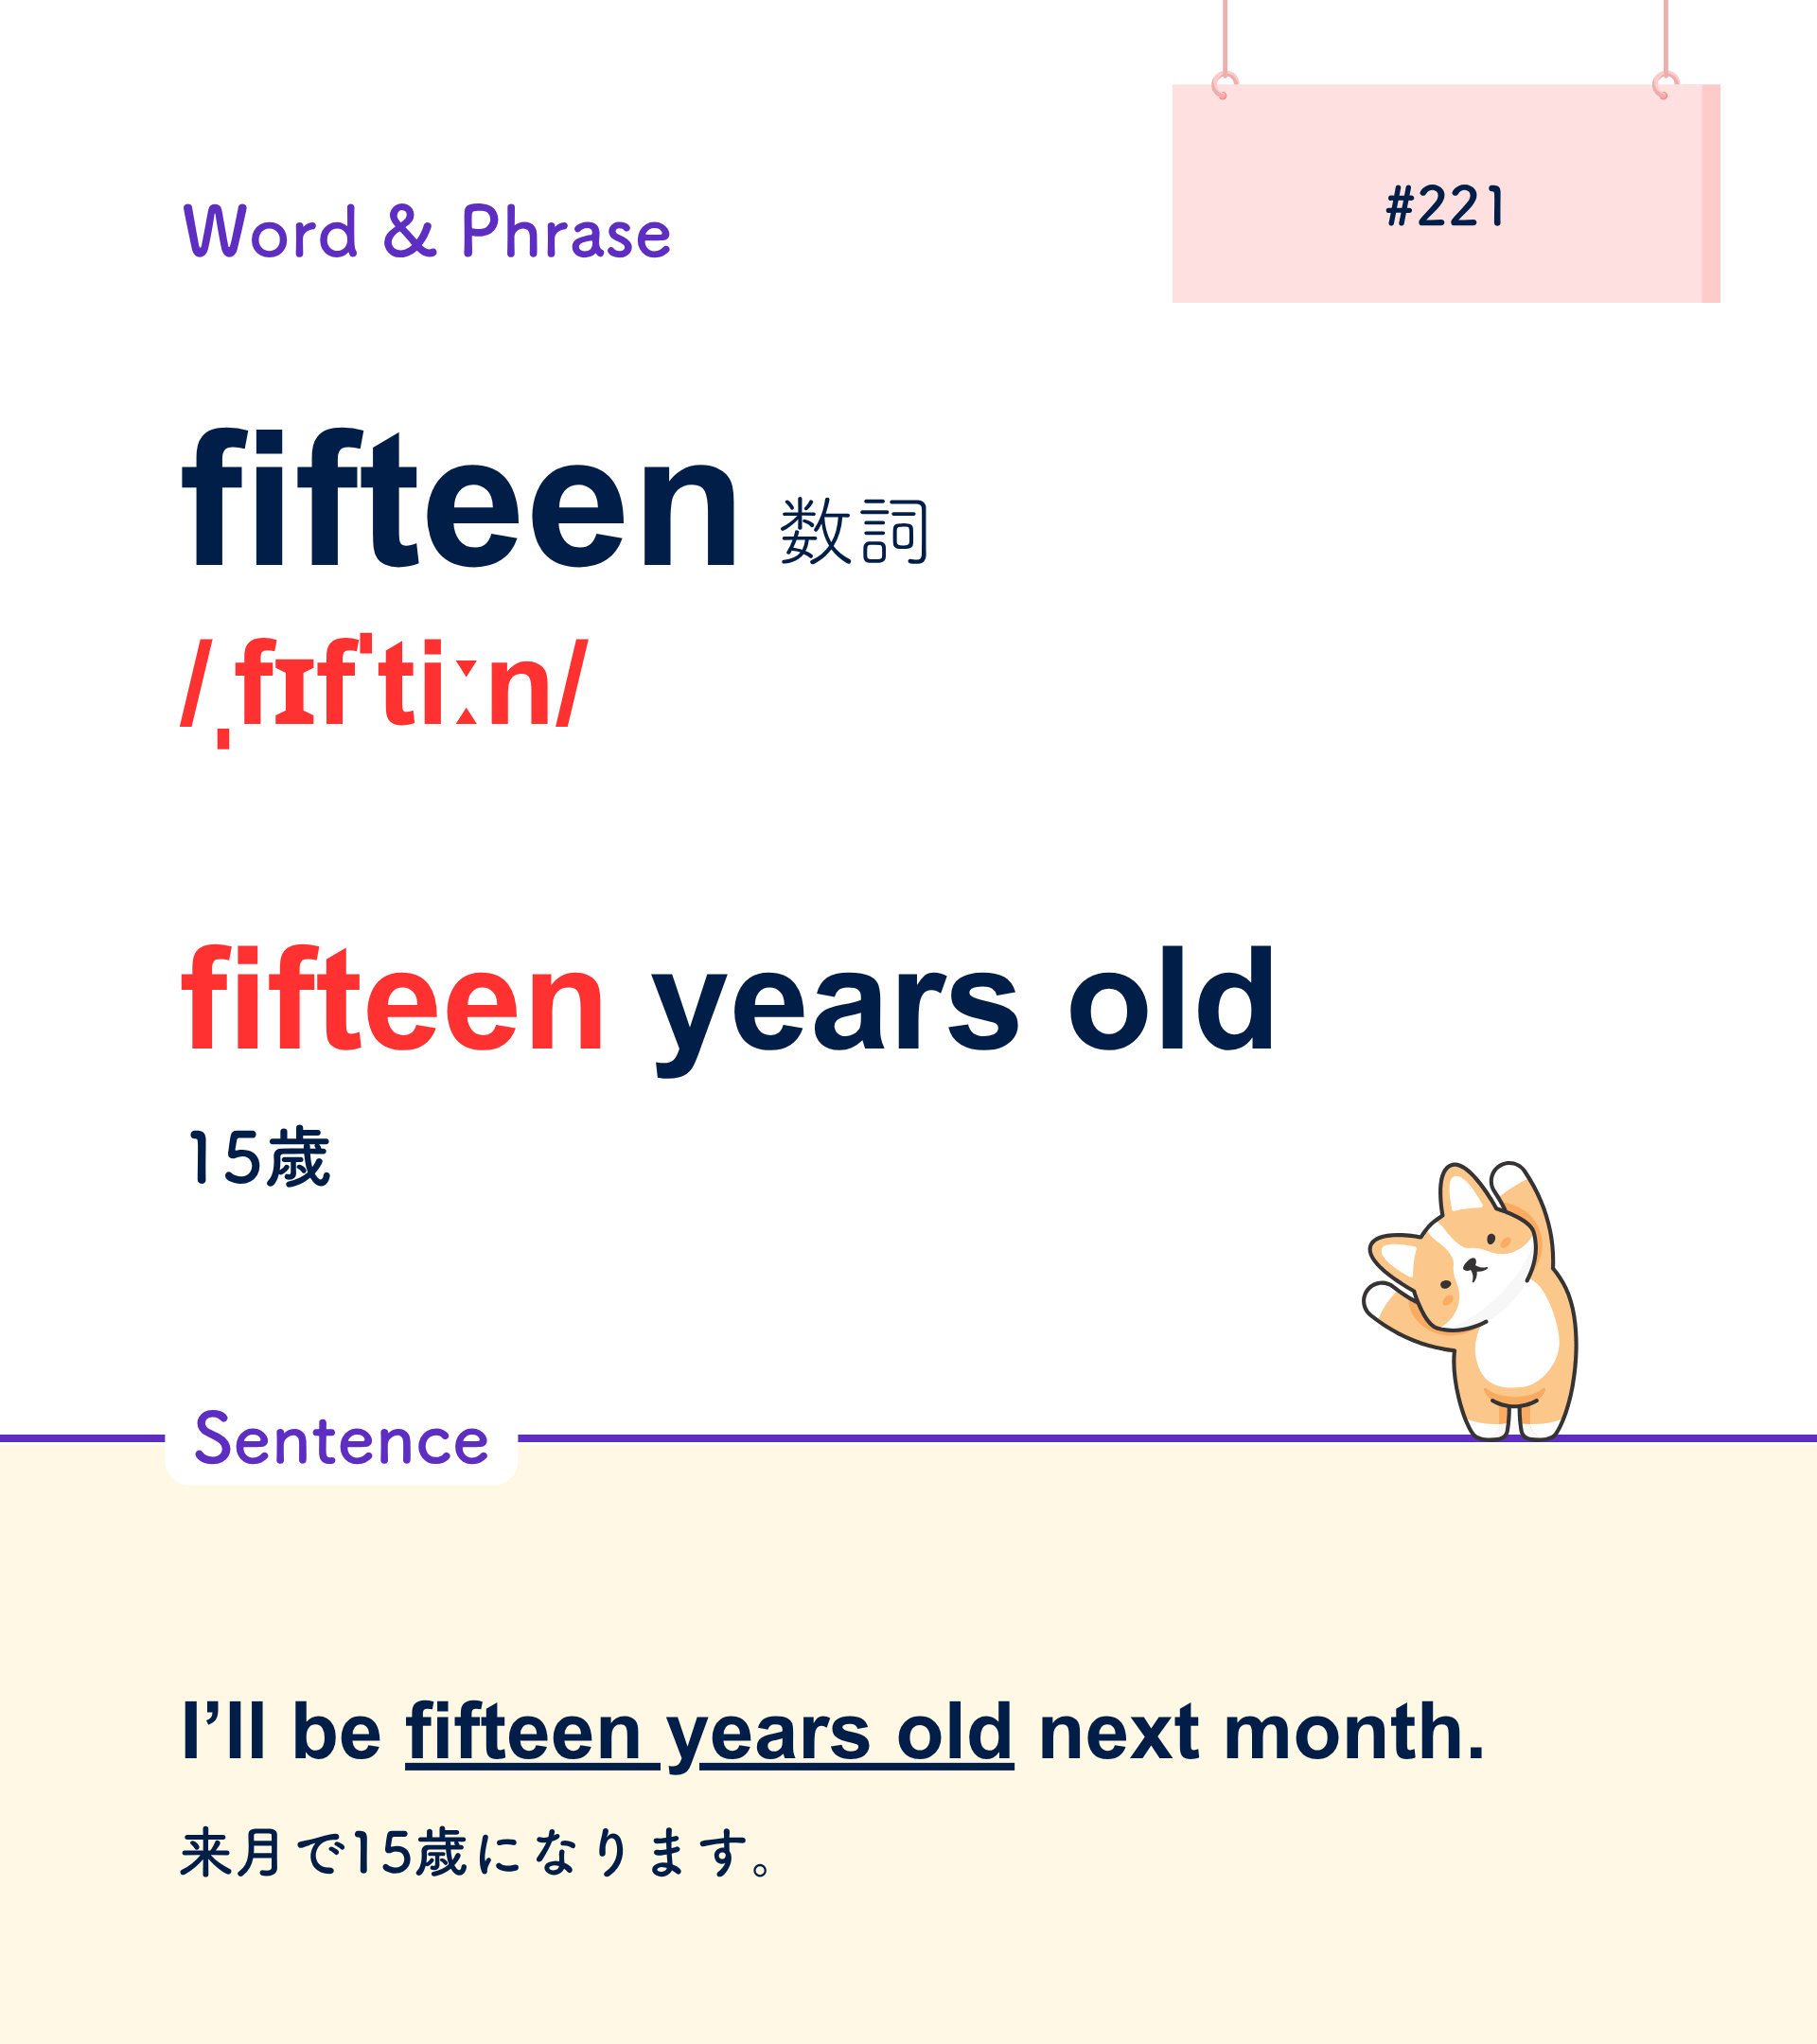 #221
Word & Phrase
fifteen 数詞
/ˌfɪfˈtiːn/
fifteen years old
15歳
Sentence
I’ll be fifteen years old next month.
来月で15歳になります。